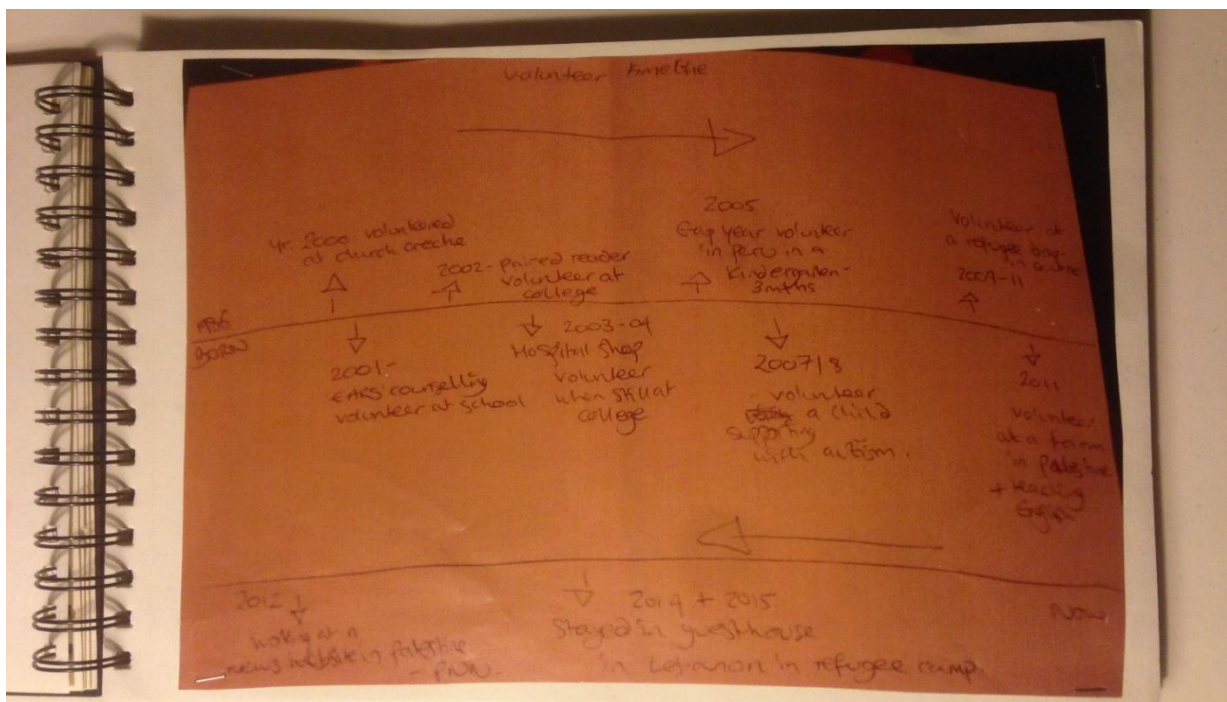 Volunteer timeline
Yr. 2000 volunteered
at church creche
2002 - paired reader
volunteer at
college
2005
Gap year volunteer
in peru in a
Kindergarten -
3mths
Volunteer at
a refugee
in centre
2009-11
1986
BORN
2001 -
'EARS' counselling
volunteer at school
2003-04
Hospital Shop
volunteer
when still at
college
2007/8
volunteer
a child
supporting
with autism.
2011
volunteer
at a farm
in palestine
+ teaching
English
2012
working at a
news website in palestine
- PNN.
2014 + 2015
Stayed in guesthouse
in Lebanon in refugee camp.
NOW